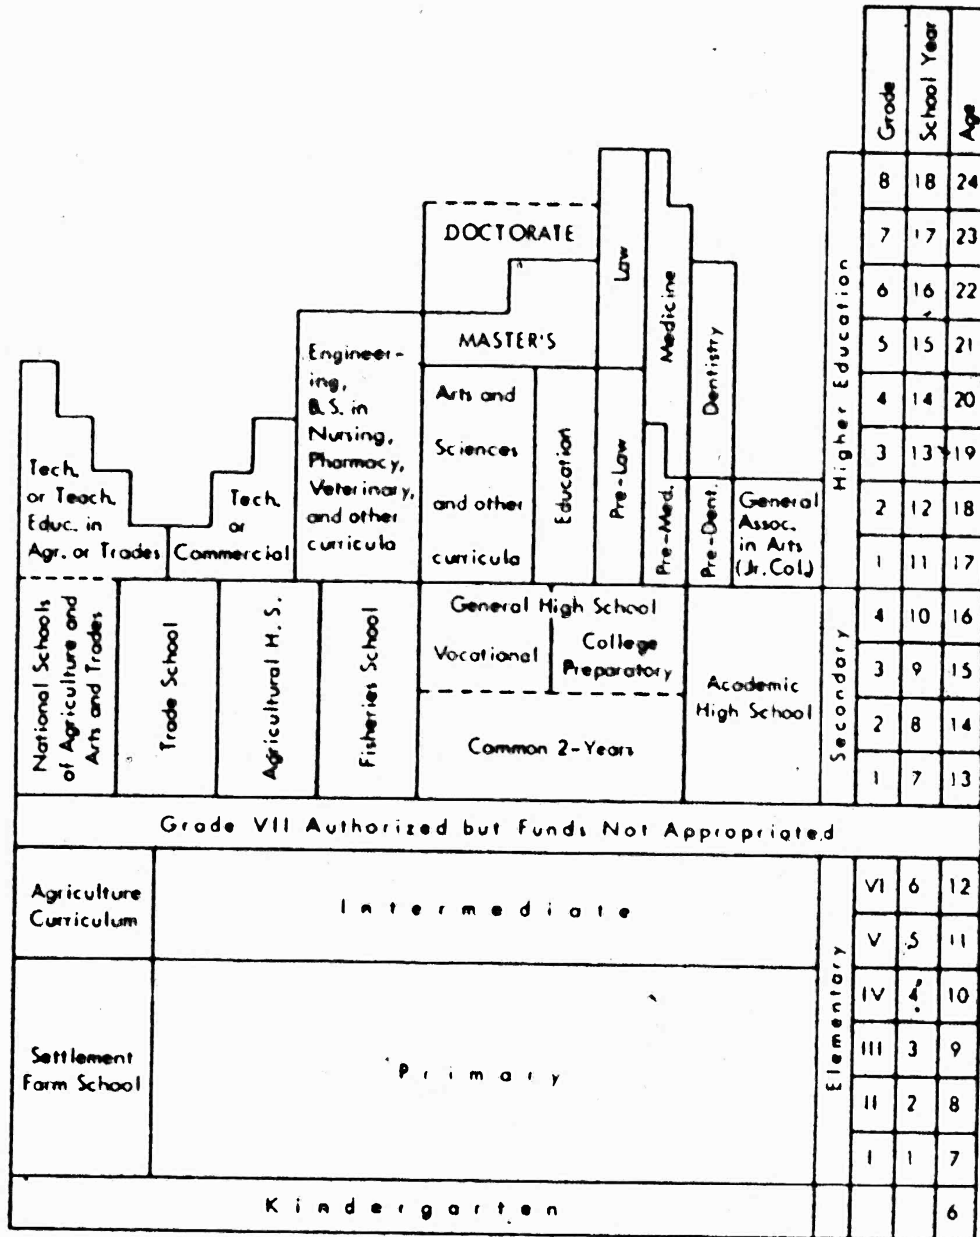 Grade
School Year
Age
8 18 24
7 17 23
6 16 22
5 15 21
4 14 20
3 13 19
2 12 18
1 11 17
Higher Education
DOCTORATE
MASTER'S
Law
Medicine
Dentistry
Engineer-
ing,
B.S. in
Nursing,
Pharmacy,
Veterinary,
and other
curricula
Arts and
Sciences
and other
curricula
Education
Pre-Law
Pre-Med.
Pre-Dent.
General
Assoc.
in Arts
(Jr. Col.)
Tech.
or Teach.
Educ. in
Agr. or Trades
Tech.
or
Commercial
National Schools
of Agriculture and
Arts and Trades
Trade School
Agricultural H. S.
Fisheries School
General High School
Vocational
College
Preparatory
Common 2-Years
Academic
High School
Secondary
4 10 16
3 9 15
2 8 14
1 7 13
Grade VII Authorized but Funds Not Appropriated
Agriculture
Curriculum
Intermediate
Settlement
Farm School
Primary
Elementary
VI 6 12
V 5 11
IV 4 10
III 3 9
II 2 8
I 1 7
Kindergarten
6